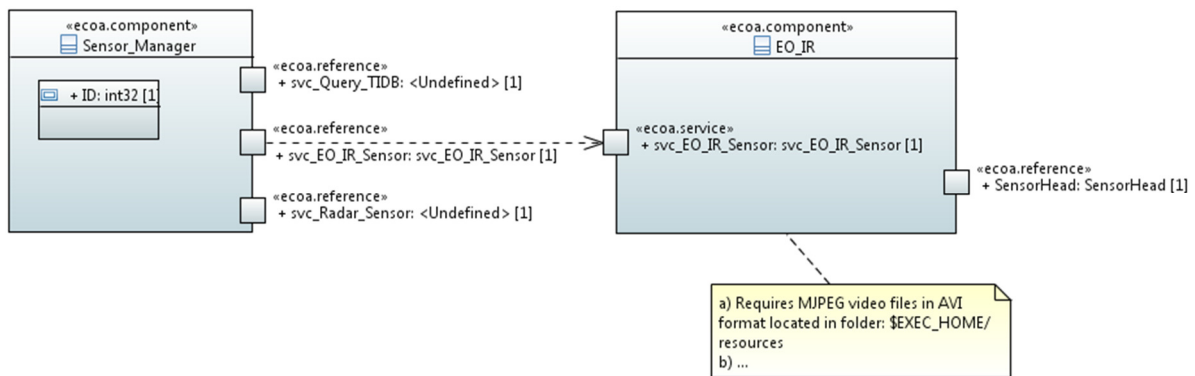 «ecoa.component»
Sensor_Manager
+ ID: int32 [1]
«ecoa.reference»
+ svc_Query_TIDB: <Undefined> [1]
«ecoa.reference»
+ svc_EO_IR_Sensor: svc_EO_IR_Sensor [1]
«ecoa.reference»
+ svc_Radar_Sensor: <Undefined> [1]
«ecoa.component»
EO_IR
«ecoa.service»
+ svc_EO_IR_Sensor: svc_EO_IR_Sensor [1]
«ecoa.reference»
+ SensorHead: SensorHead [1]
a) Requires MJPEG video files in AVI
format located in folder: $EXEC_HOME/
resources
b) ...